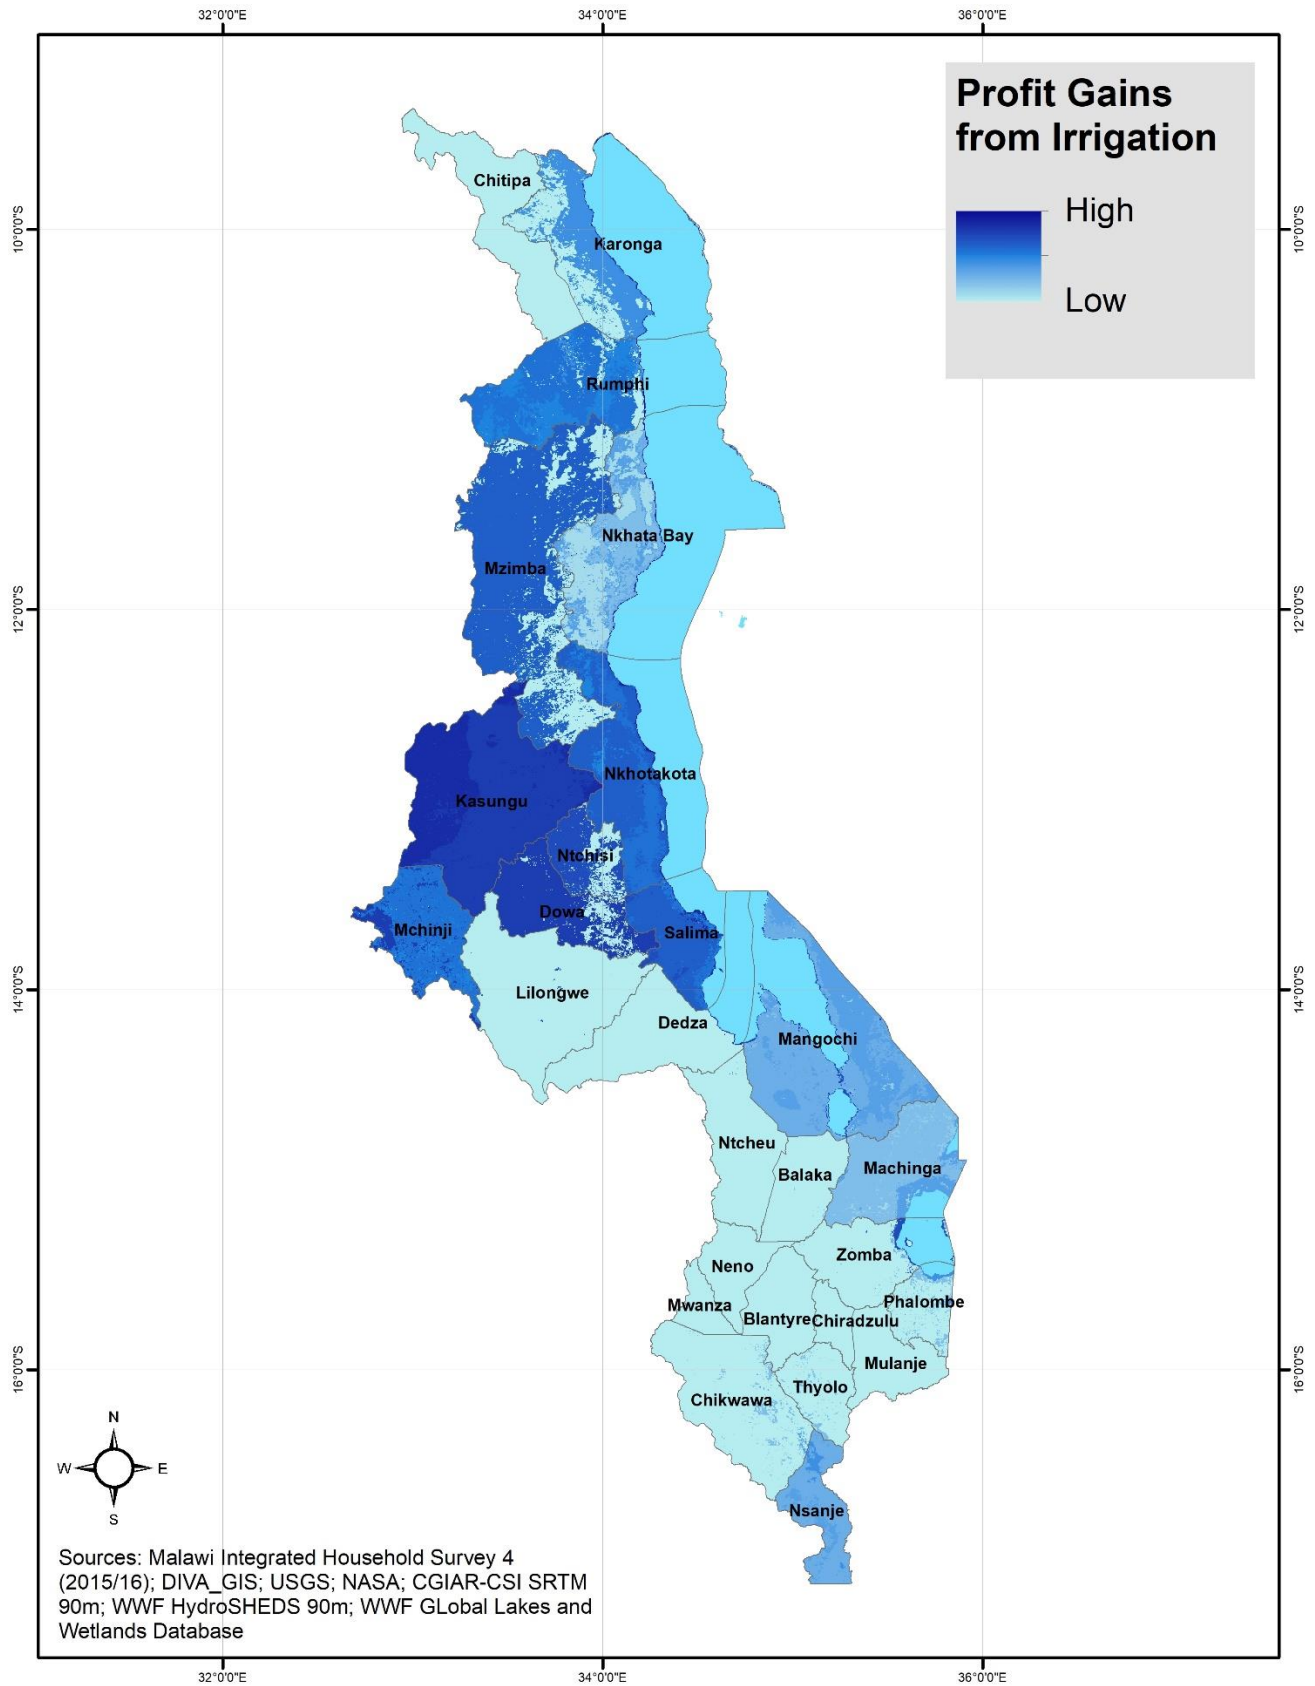 32°0'0"E 34°0'0"E 36°0'0"E
Profit Gains
from Irrigation
High
Low
Chitipa
10°0'0"S 10°0'0"S
Karonga
Rumphi
Nkhata Bay
Mzimba
12°0'0"S 12°0'0"S
Nkhotakota
Kasungu
Ntchisi
Dowa
Mchinji
Salima
14°0'0"S 14°0'0"S
Lilongwe
Dedza
Mangochi
Ntcheu
Machinga
Balaka
Zomba
Neno
Phalombe
Mwanza
Blantyre Chiradzulu
Mulanje
16°0'0"S 16°0'0"S
Thyolo
Chikwawa
N
W E
S
Nsanje
Sources: Malawi Integrated Household Survey 4
(2015/16); DIVA_GIS; USGS; NASA; CGIAR-CSI SRTM
90m; WWF HydroSHEDS 90m; WWF GLobal Lakes and
Wetlands Database
32°0'0"E 34°0'0"E 36°0'0"E